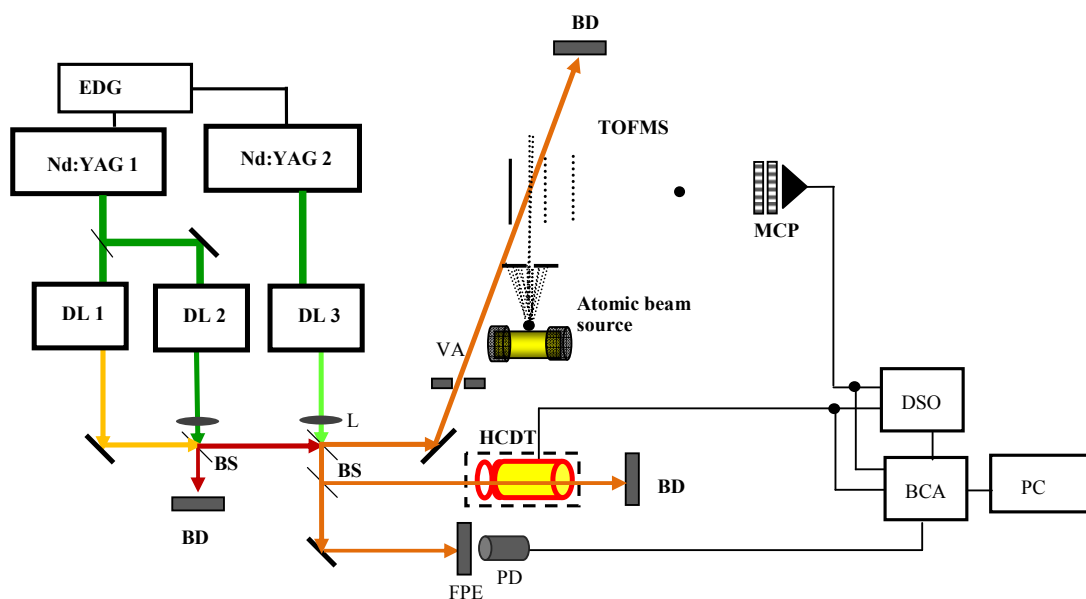 BD
EDG
TOFMS
Nd:YAG 1
Nd:YAG 2
MCP
DL 1
DL 2
DL 3
Atomic beam
source
VA
L
DSO
BS
BS
HCDT
BD
BCA
PC
BD
FPE
PD